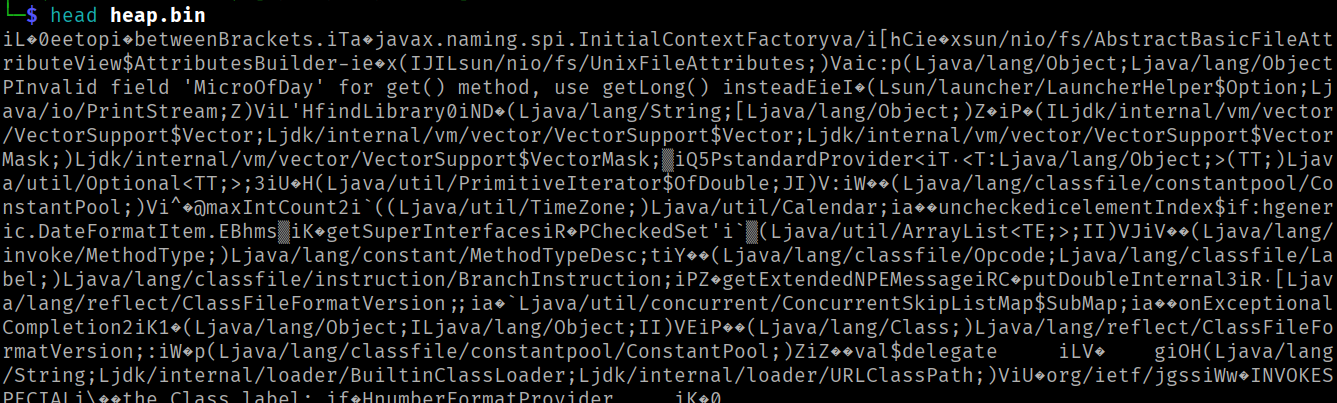 └─$ head heap.bin
iL�0eetopi�betweenBrackets.iTa�javax.naming.spi.InitialContextFactoryva/i[hCie�xsun/nio/fs/AbstractBasicFileAtt
ributeView$AttributesBuilder-ie�x(IJILsun/nio/fs/UnixFileAttributes;)Vaic:p(Ljava/lang/Object;Ljava/lang/Object
PInvalid field 'MicroOfDay' for get() method, use getLong() insteadEieI�(Lsun/launcher/LauncherHelper$Option;Lj
ava/io/PrintStream;Z)ViL'HfindLibrary0iND�(Ljava/lang/String;[Ljava/lang/Object;)Z�iP�(ILjdk/internal/vm/vector
/VectorSupport$Vector;Ljdk/internal/vm/vector/VectorSupport$Vector;Ljdk/internal/vm/vector/VectorSupport$Vector
Mask;)Ljdk/internal/vm/vector/VectorSupport$VectorMask;▒iQ5PstandardProvider<iT·<T:Ljava/lang/Object;>(TT;)Ljav
a/util/Optional<TT;>;3iU�H(Ljava/util/PrimitiveIterator$OfDouble;JI)V:iW��(Ljava/lang/classfile/constantpool/Co
nstantPool;)Vi^�@maxIntCount2i`((Ljava/util/TimeZone;)Ljava/util/Calendar;ia��uncheckedicelementIndex$if:hgener
ic.DateFormatItem.EBhms▒iK�getSuperInterfacesiR�PCheckedSet'i`▒(Ljava/util/ArrayList<TE;>;II)VJiV��(Ljava/lang/
invoke/MethodType;)Ljava/lang/constant/MethodTypeDesc;tiY��(Ljava/lang/classfile/Opcode;Ljava/lang/classfile/La
bel;)Ljava/lang/classfile/instruction/BranchInstruction;iPZ�getExtendedNPEMessageiRC�putDoubleInternal3iR·[Ljav
a/lang/reflect/ClassFileFormatVersion;;ia�`Ljava/util/concurrent/ConcurrentSkipListMap$SubMap;ia��onExceptional
Completion2iK1�(Ljava/lang/Object;ILjava/lang/Object;II)VEiP��(Ljava/lang/Class;)Ljava/lang/reflect/ClassFileFo
rmatVersion;:iW�p(Ljava/lang/classfile/constantpool/ConstantPool;)ZiZ��val$delegate     iLV�    giOH(Ljava/lang
/String;Ljdk/internal/loader/BuiltinClassLoader;Ljdk/internal/loader/URLClassPath;)ViU�org/ietf/jgssiWw�INVOKES
PECIALi\��the Class label: if�HnumberFormatProvider     iK�0